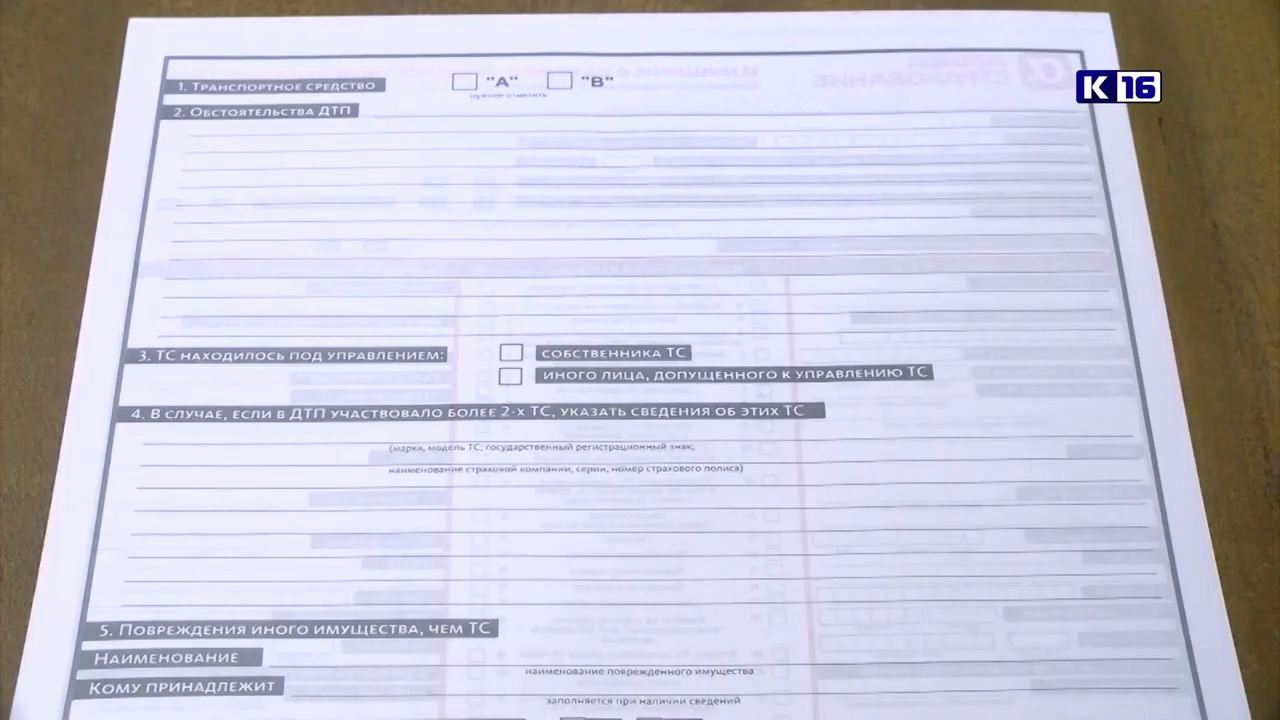 K 16
1. Транспортное средство "А" "В"
нужное отметить
2. Обстоятельства ДТП
3. ТС находилось под управлением: собственника ТС
иного лица, допущенного к управлению ТС
4. В случае, если в ДТП участвовало более 2-х ТС, указать сведения об этих ТС
(марка, модель ТС, государственный регистрационный знак,
наименование страховой компании, серии, номер страхового полиса)
5. Повреждения иного имущества, чем ТС
Наименование
наименование поврежденного имущества
Кому принадлежит
заполняется при наличии сведений